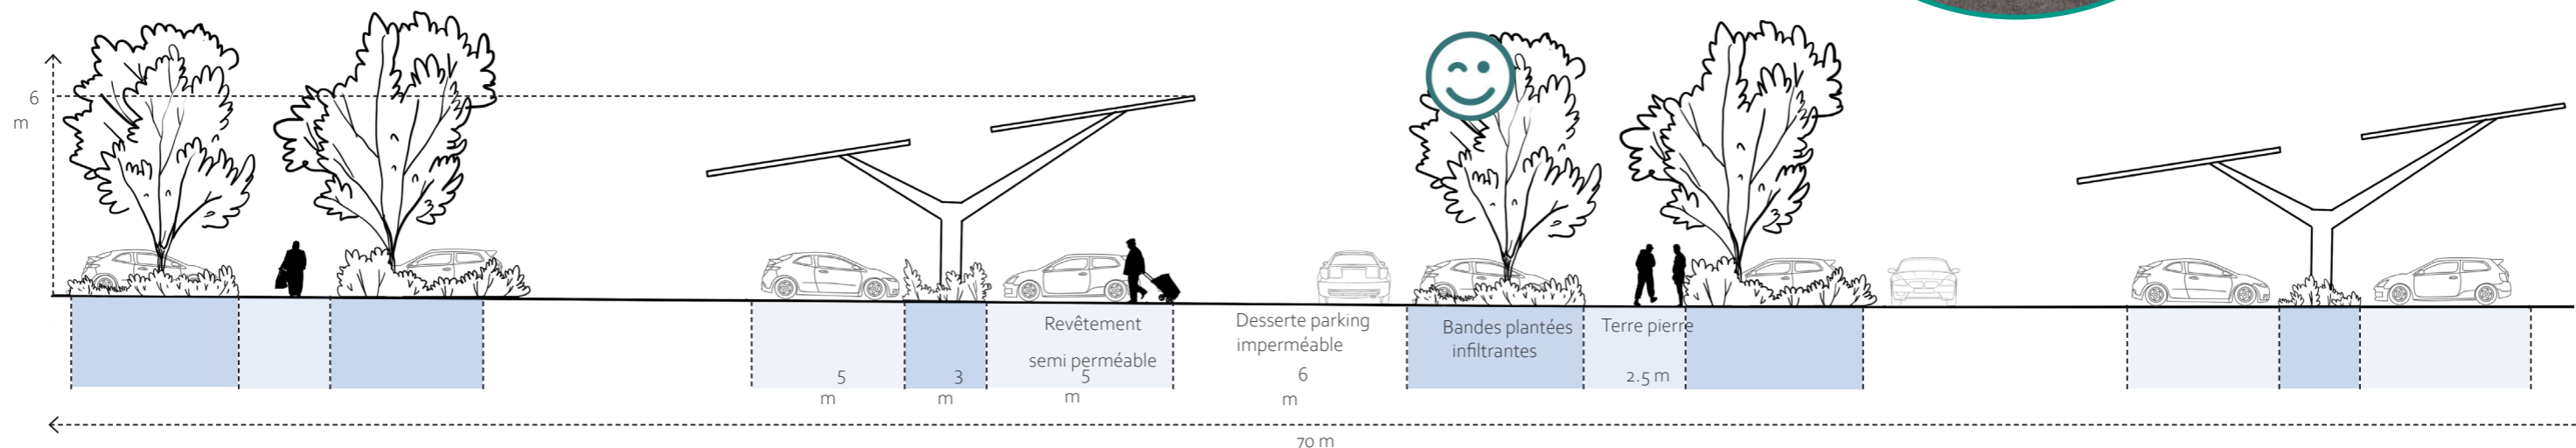 6
m
Revêtement
semi perméable
Desserte parking
imperméable
Bandes plantées
infiltrantes
Terre pierre
5
m
3
m
5
m
6
m
2.5 m
70 m